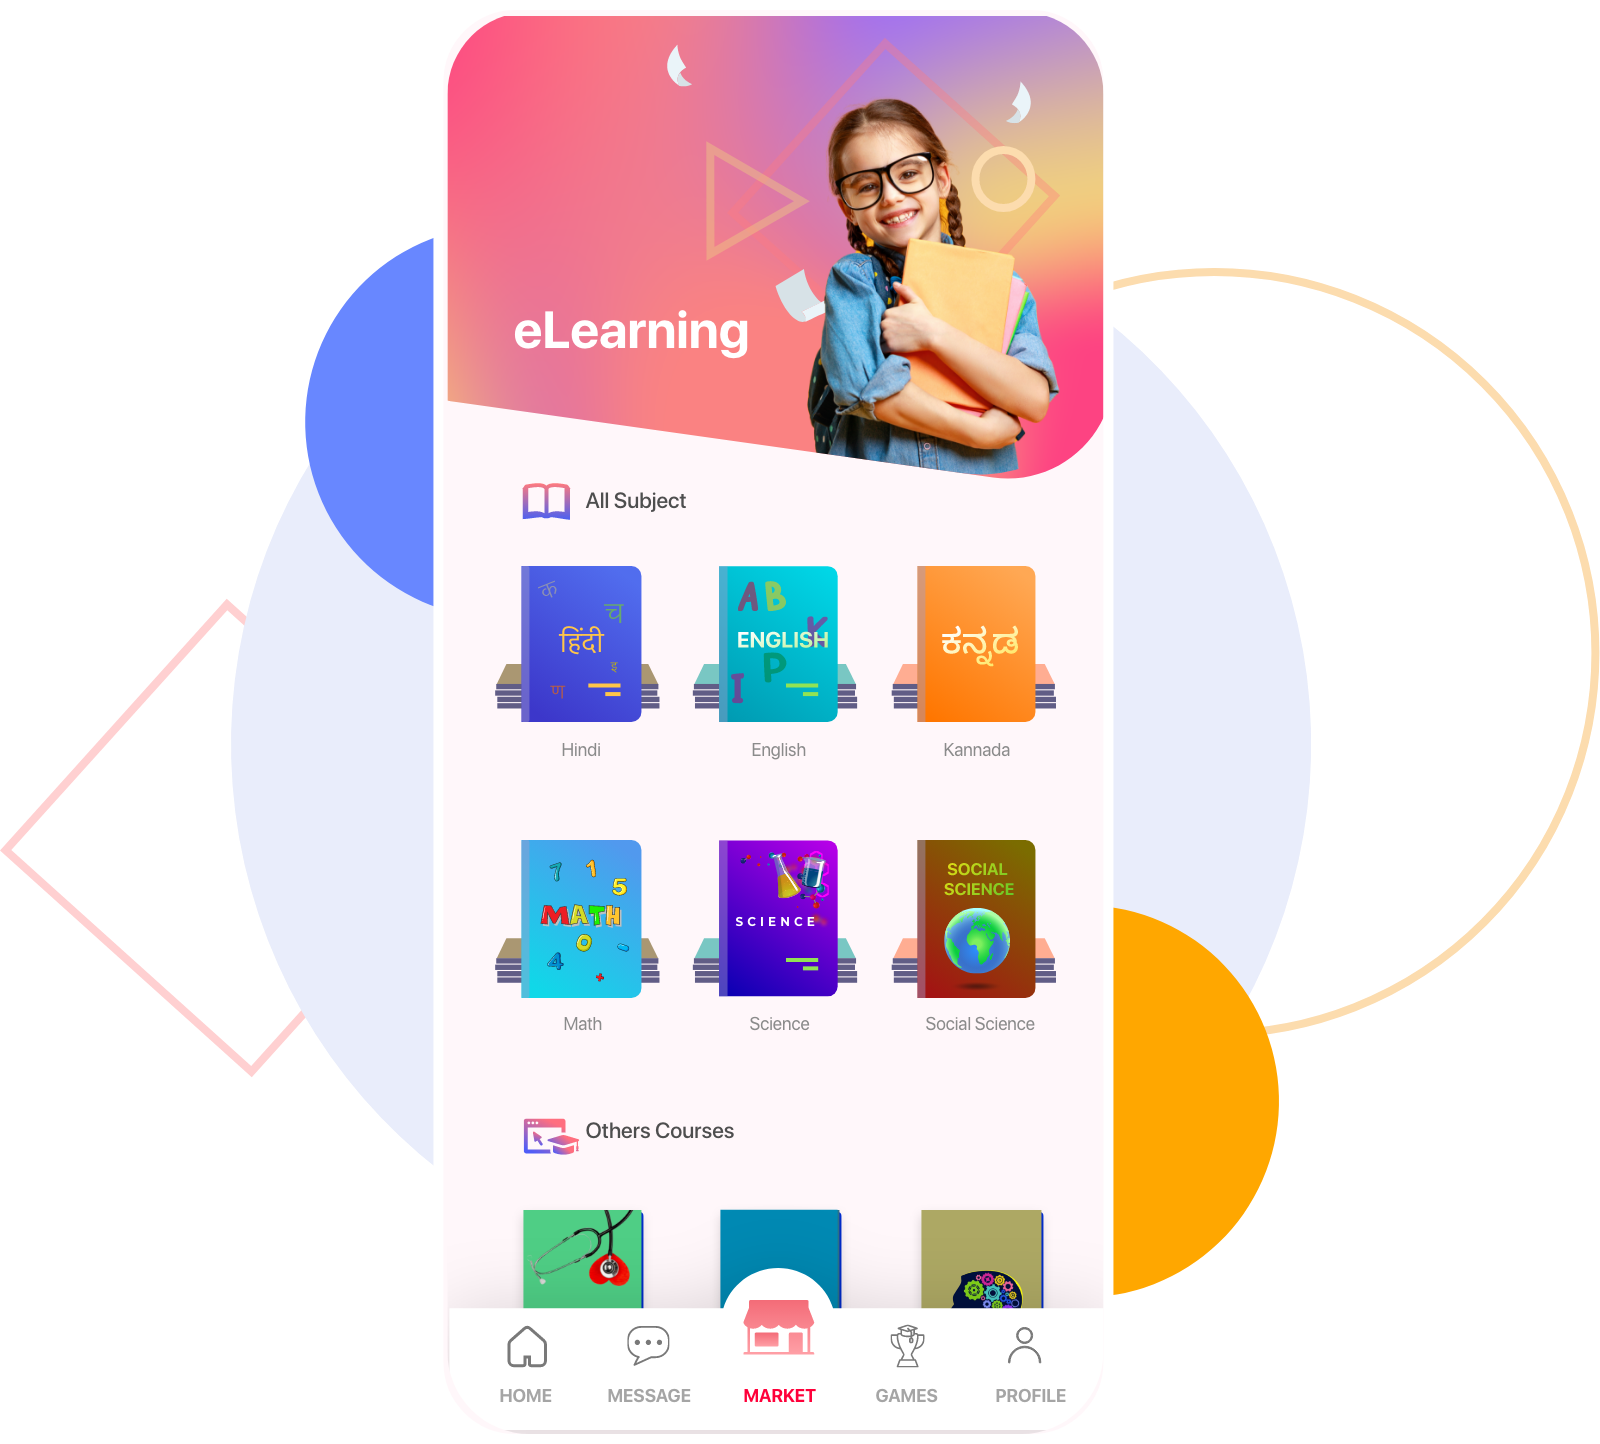 eLearning
All Subject
क
च
हिंदी
इ
ण
Hindi
A B
K
ENGLISH
P
I
English
ಕನ್ನಡ
Kannada
7 1
5
MATH
0
4 -
+
Math
SCIENCE
Science
SOCIAL
SCIENCE
Social Science
Others Courses
HOME
MESSAGE
MARKET
GAMES
PROFILE